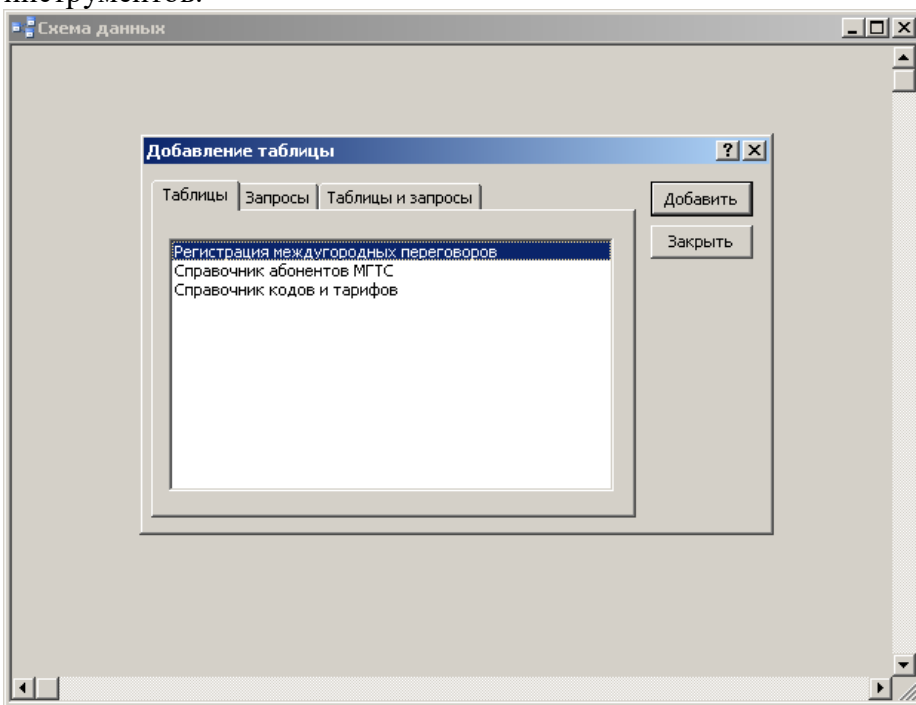 инструментов.
Схема данных
Добавление таблицы
Таблицы Запросы Таблицы и запросы
Добавить
Закрыть
Регистрация междугородных переговоров
Справочник абонентов МГТС
Справочник кодов и тарифов